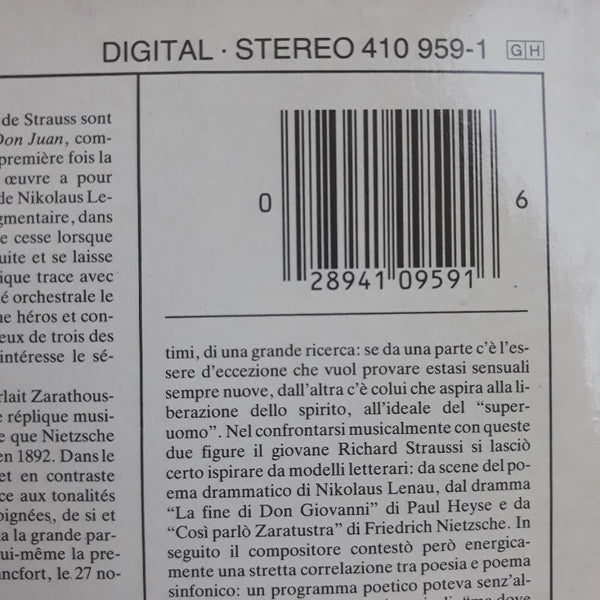 DIGITAL · STEREO 410 959-1 GH
de Strauss sont
Don Juan, com-
première fois la
œuvre a pour
de Nikolaus Le-
gmentaire, dans
e cesse lorsque
uite et se laisse
ique trace avec
é orchestrale le
ne héros et con-
eux de trois des
intéresse le sé-
rlait Zarathous-
e réplique musi-
e que Nietzsche
en 1892. Dans le
et en contraste
ce aux tonalités
oignées, de si et
a la grande par-
ui-même la pre-
ancfort, le 27 no-
0 28941 09591 6
timi, di una grande ricerca: se da una parte c'è l'es-
sere d'eccezione che vuol provare estasi sensuali
sempre nuove, dall'altra c'è colui che aspira alla li-
berazione dello spirito, all'ideale del “super-
uomo”. Nel confrontarsi musicalmente con queste
due figure il giovane Richard Straussi si lasciò
certo ispirare da modelli letterari: da scene del po-
ema drammatico di Nikolaus Lenau, dal dramma
“La fine di Don Giovanni” di Paul Heyse e da
“Così parlò Zaratustra” di Friedrich Nietzsche. In
seguito il compositore contestò però energica-
mente una stretta correlazione tra poesia e poema
sinfonico: un programma poetico poteva senz'al-